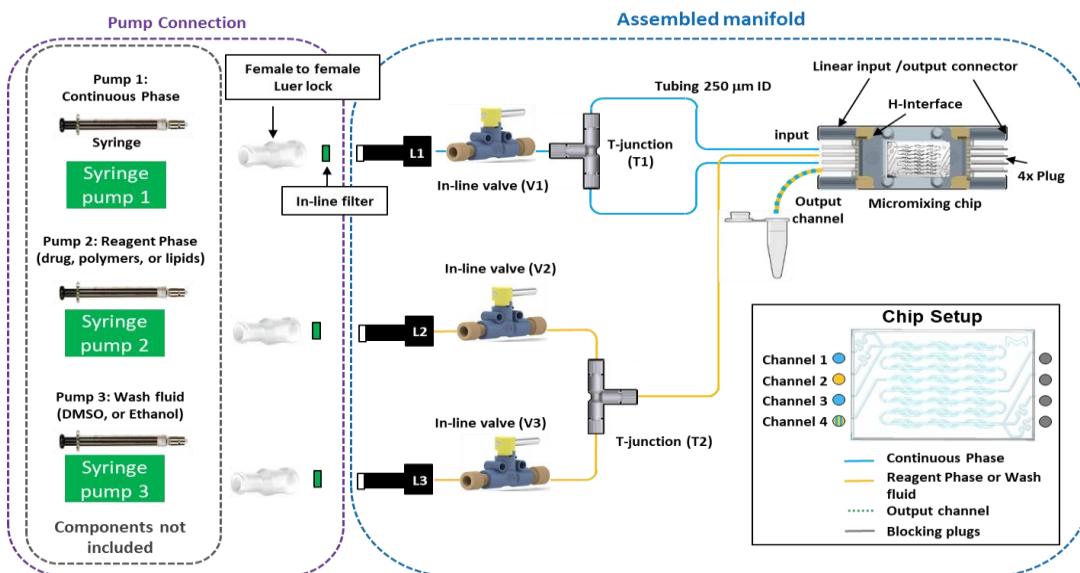 Pump Connection
Assembled manifold
Pump 1:
Continuous Phase
Syringe
Syringe
pump 1
Pump 2: Reagent Phase
(drug, polymers, or lipids)
Syringe
pump 2
Pump 3: Wash fluid
(DMSO, or Ethanol)
Syringe
pump 3
Components not
included
Female to female
Luer lock
In-line filter
L1
In-line valve (V1)
T-junction
(T1)
Tubing 250 µm ID
Linear input /output connector
H-Interface
input
4x Plug
Output
channel
Micromixing chip
In-line valve (V2)
L2
In-line valve (V3)
L3
T-junction (T2)
Chip Setup
Channel 1
Channel 2
Channel 3
Channel 4
Continuous Phase
Reagent Phase or Wash
fluid
Output channel
Blocking plugs